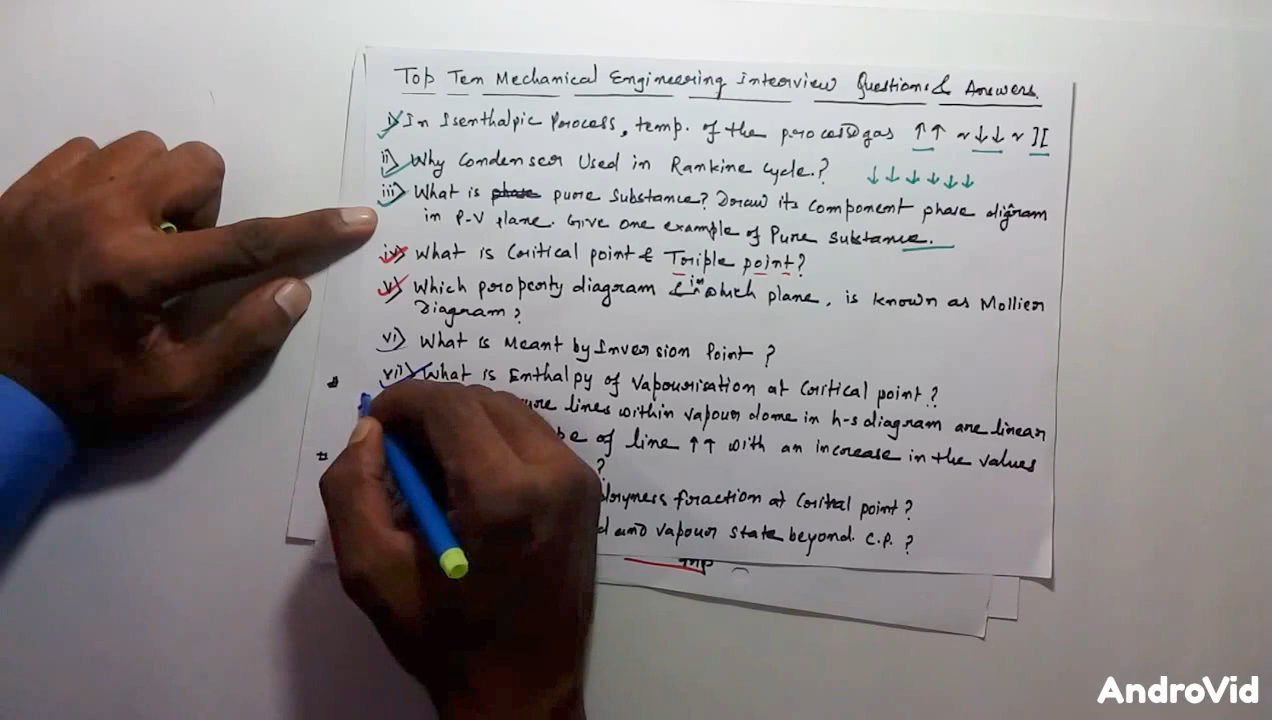 Top Ten Mechanical Engineering Interview Questions & Answers.
i) In Isenthalpic Process, temp. of the process gas ↑↑ ~ ↓↓ ~ ][
ii) Why Condenser Used in Rankine Cycle.? ↓ ↓ ↓ ↓ ↓ ↓
iii) What is pure substance? Draw its component phase digram
in P-V plane. Give one example of Pure substance.
iv) What is Critical point & Triple point?
v) Which property diagram & in which plane, is known as Mollier
Diagram?
vi) What is Meant by Inversion Point ?
vii) What is Enthalpy of Vapourisation at Critical point ?
lines within vapour dome in h-s diagram are linear
of line ↑↑ with an increase in the values
?
dryness fraction at Critical point ?
and vapour state beyond. C.P. ?
AndroVid